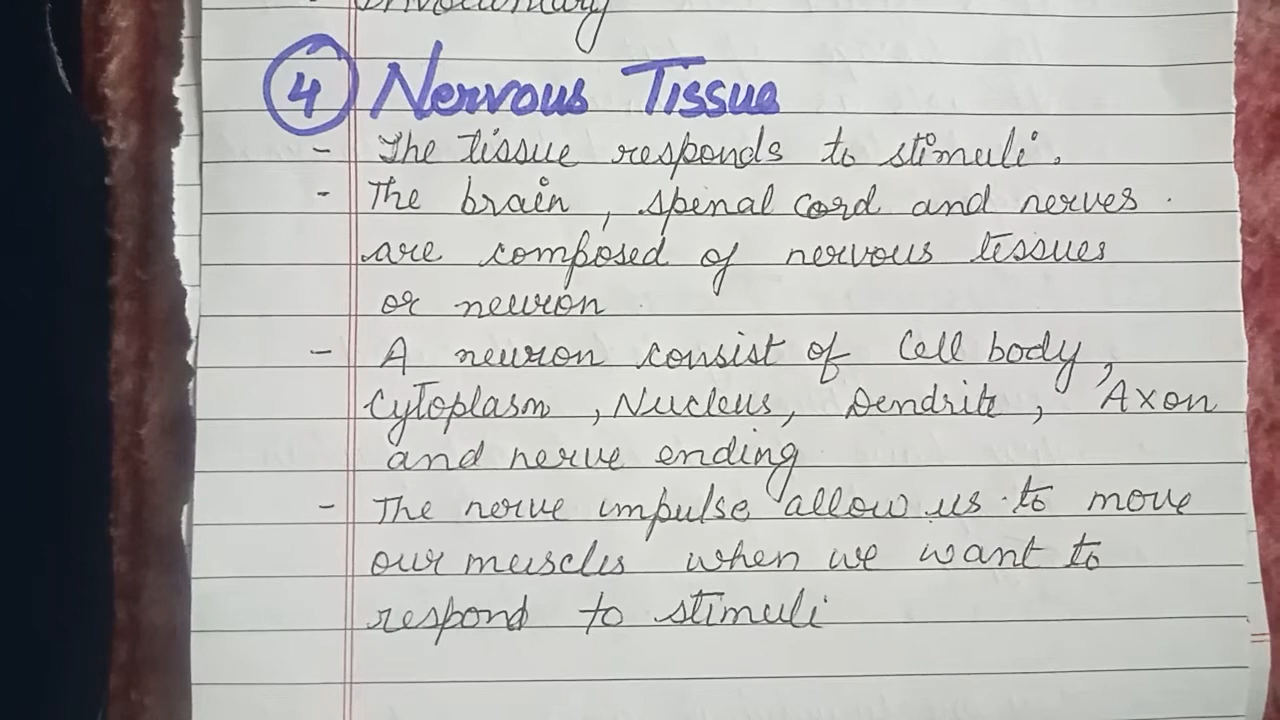 - Involuntary
4 Nervous Tissue
- The tissue responds to stimuli.
- The brain, spinal cord and nerves
are composed of nervous tissues
or neuron
- A neuron consist of Cell body,
Cytoplasm, Nucleus, Dendrite, Axon
and nerve ending
- The nerve impulse allow us to move
our muscles when we want to
respond to stimuli